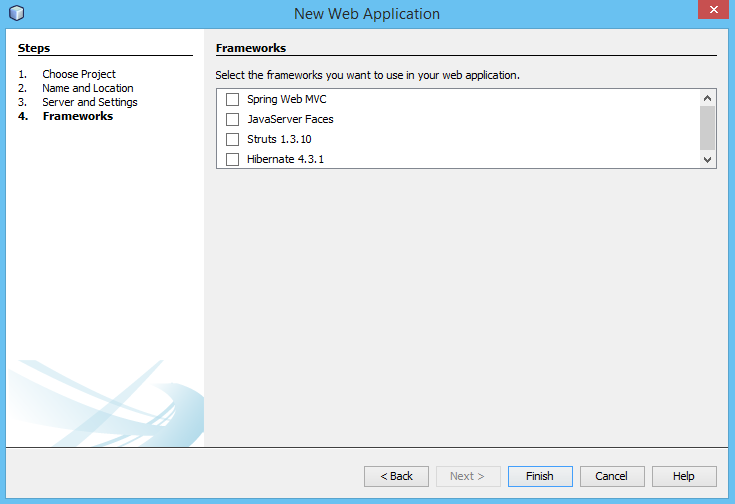 New Web Application
Steps
1. Choose Project
2. Name and Location
3. Server and Settings
4. Frameworks
Frameworks
Select the frameworks you want to use in your web application.
Spring Web MVC
JavaServer Faces
Struts 1.3.10
Hibernate 4.3.1
< Back Next > Finish Cancel Help